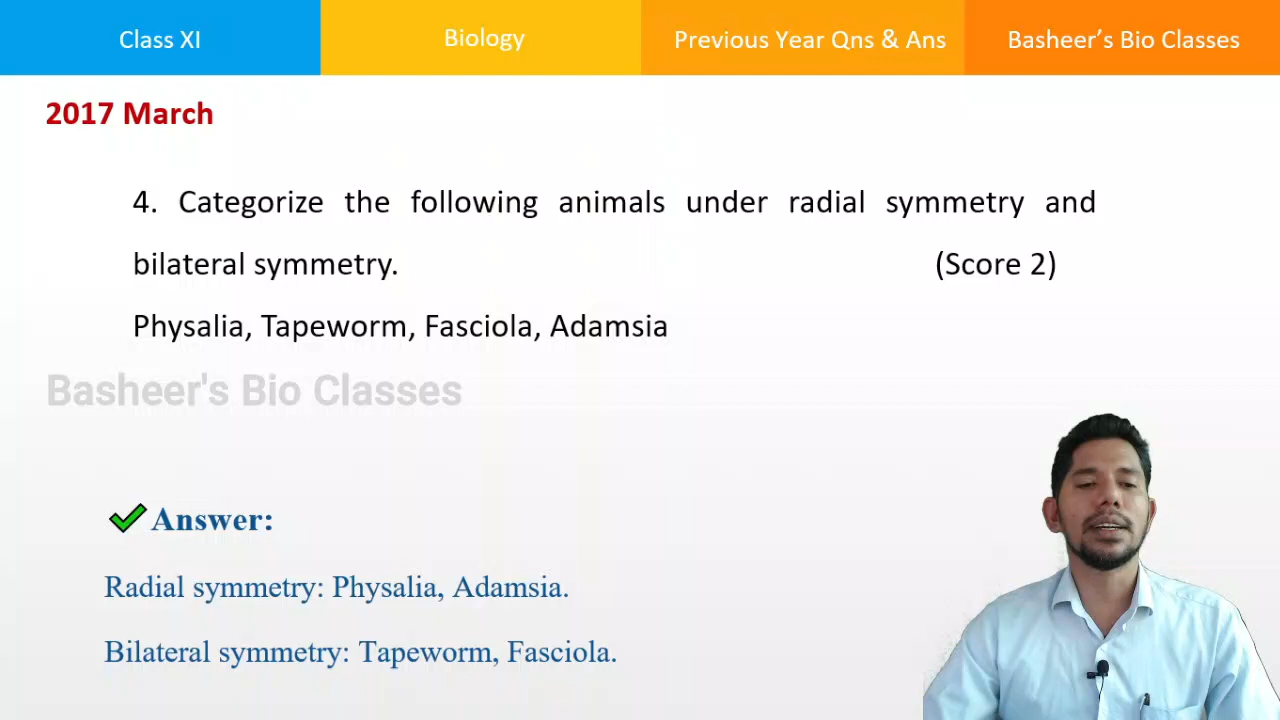 Class XI
Biology
Previous Year Qns & Ans
Basheer's Bio Classes
2017 March
4. Categorize the following animals under radial symmetry and
bilateral symmetry. (Score 2)
Physalia, Tapeworm, Fasciola, Adamsia
Basheer's Bio Classes
Answer:
Radial symmetry: Physalia, Adamsia.
Bilateral symmetry: Tapeworm, Fasciola.